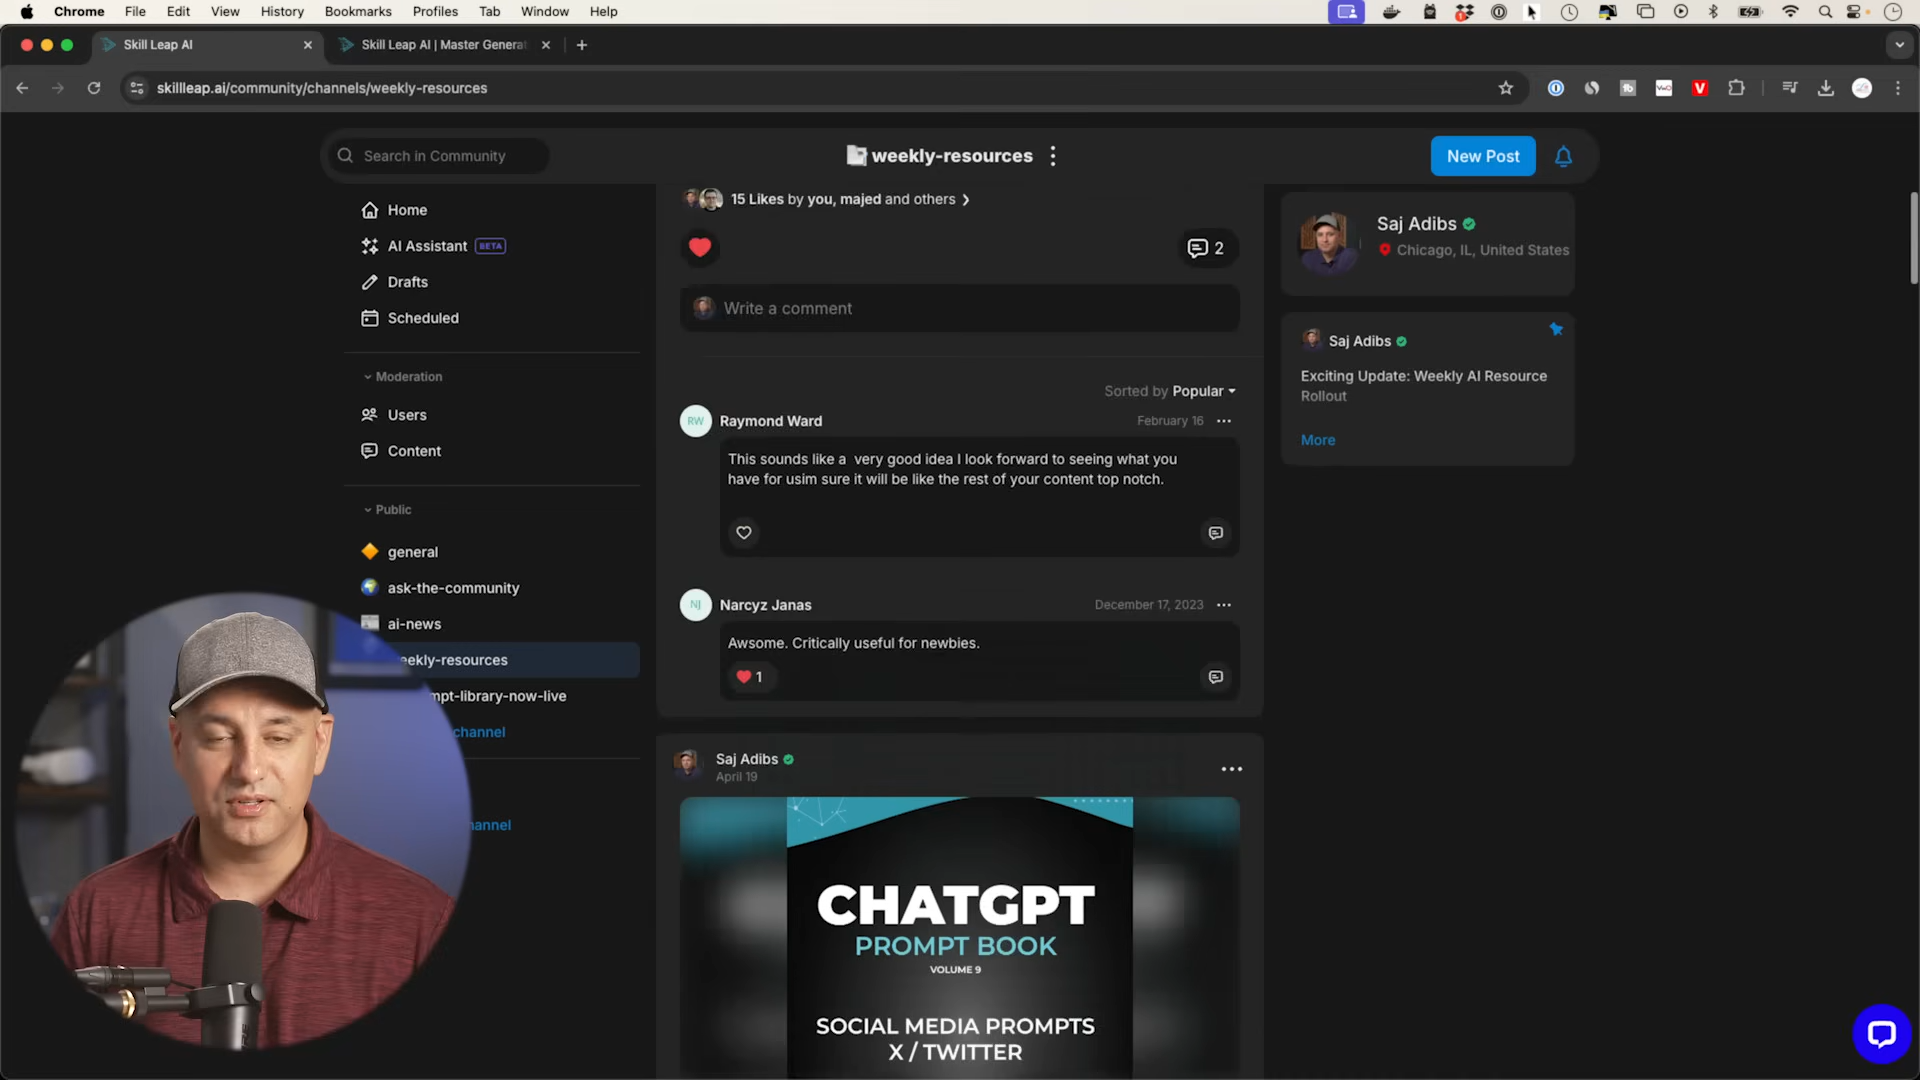 Chrome File Edit View History Bookmarks Profiles Tab Window Help
Skill Leap AI
Skill Leap AI | Master Genera
skillleap.ai/community/channels/weekly-resources
Search in Community
weekly-resources
New Post
Home
AI Assistant BETA
Drafts
Scheduled
Moderation
Users
Content
Public
general
ask-the-community
ai-news
eekly-resources
mpt-library-now-live
channel
hannel
15 Likes by you, majed and others
2
Write a comment
Sorted by Popular
RW
Raymond Ward
February 16
This sounds like a very good idea I look forward to seeing what you
have for usim sure it will be like the rest of your content top notch.
NJ
Narcyz Janas
December 17, 2023
Awsome. Critically useful for newbies.
1
Saj Adibs
April 19
CHATGPT
PROMPT BOOK
VOLUME 9
SOCIAL MEDIA PROMPTS
X / TWITTER
Saj Adibs
Chicago, IL, United States
Saj Adibs
Exciting Update: Weekly AI Resource
Rollout
More